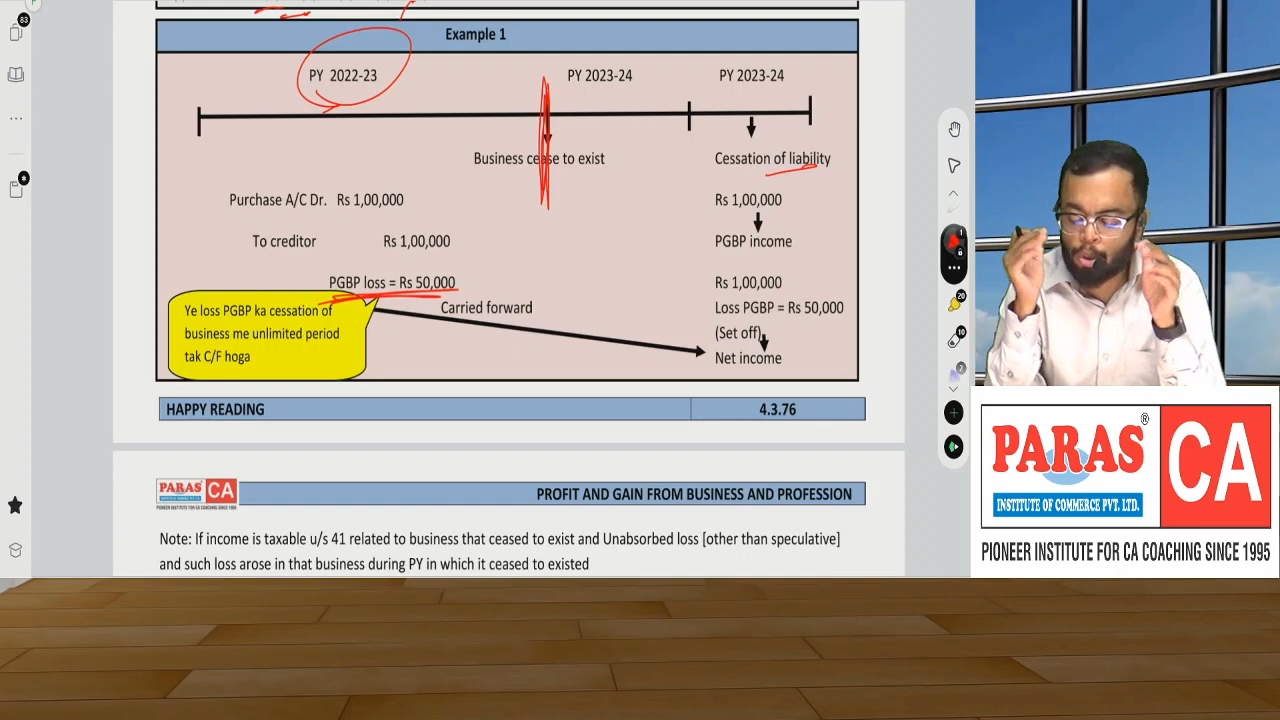 83
Example 1
PY 2022-23
PY 2023-24
PY 2023-24
Business cease to exist
Cessation of liability
Purchase A/C Dr. Rs 1,00,000
Rs 1,00,000
To creditor Rs 1,00,000
PGBP income
PGBP loss = Rs 50,000
Rs 1,00,000
Ye loss PGBP ka cessation of
business me unlimited period
tak C/F hoga
Carried forward
Loss PGBP = Rs 50,000
(Set off)
Net income
HAPPY READING
4.3.76
PARAS CA
PROFIT AND GAIN FROM BUSINESS AND PROFESSION
Note: If income is taxable u/s 41 related to business that ceased to exist and Unabsorbed loss [other than speculative]
and such loss arose in that business during PY in which it ceased to existed
1
20
10
2
PARAS® CA
INSTITUTE OF COMMERCE PVT. LTD.
PIONEER INSTITUTE FOR CA COACHING SINCE 1995